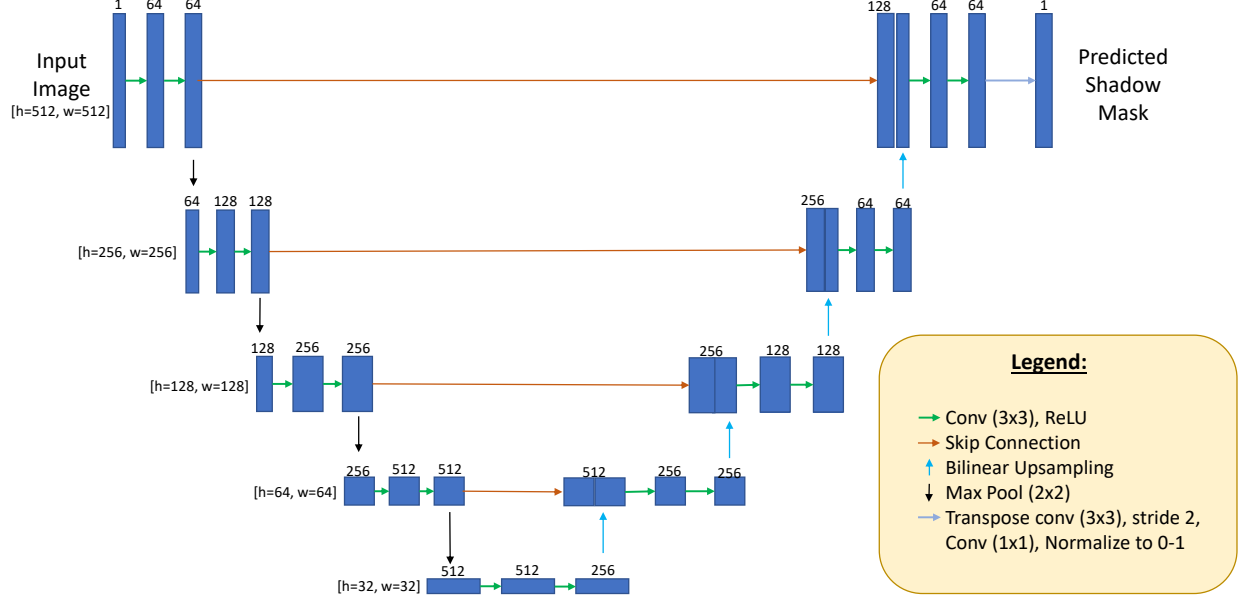 1 64 64 128 64 64 1
Input
Image
[h=512, w=512]
Predicted
Shadow
Mask
64 128 128 256 64 64
[h=256, w=256]
128 256 256 256 128 128
[h=128, w=128]
256 512 512 512 256 256
[h=64, w=64]
512 512 256
[h=32, w=32]
Legend:
Conv (3x3), ReLU
Skip Connection
Bilinear Upsampling
Max Pool (2x2)
Transpose conv (3x3), stride 2,
Conv (1x1), Normalize to 0-1